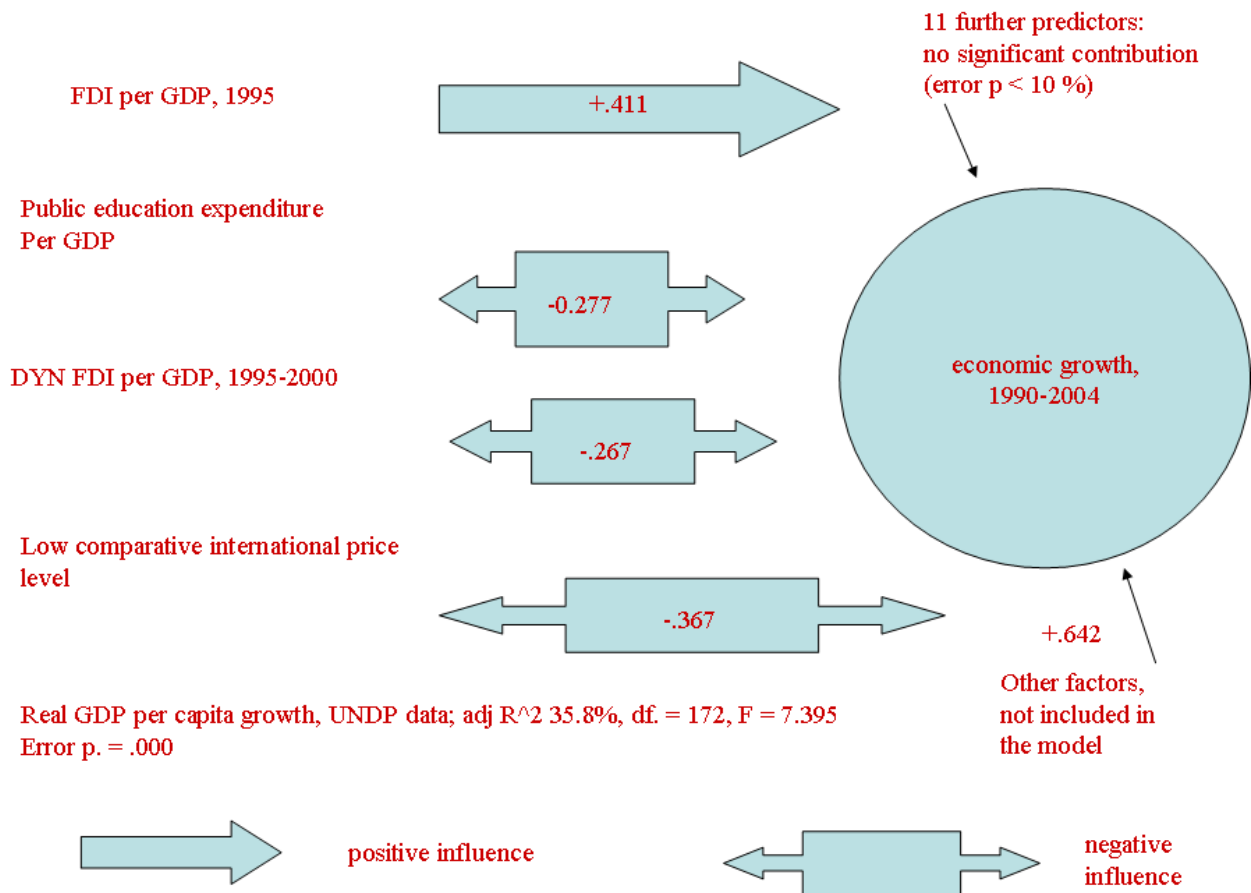 11 further predictors:
no significant contribution
(error p < 10 %)
FDI per GDP, 1995
+.411
Public education expenditure
Per GDP
-0.277
DYN FDI per GDP, 1995-2000
-.267
economic growth,
1990-2004
Low comparative international price
level
-.367
+.642
Other factors,
not included in
the model
Real GDP per capita growth, UNDP data; adj R^2 35.8%, df. = 172, F = 7.395
Error p. = .000
positive influence
negative
influence